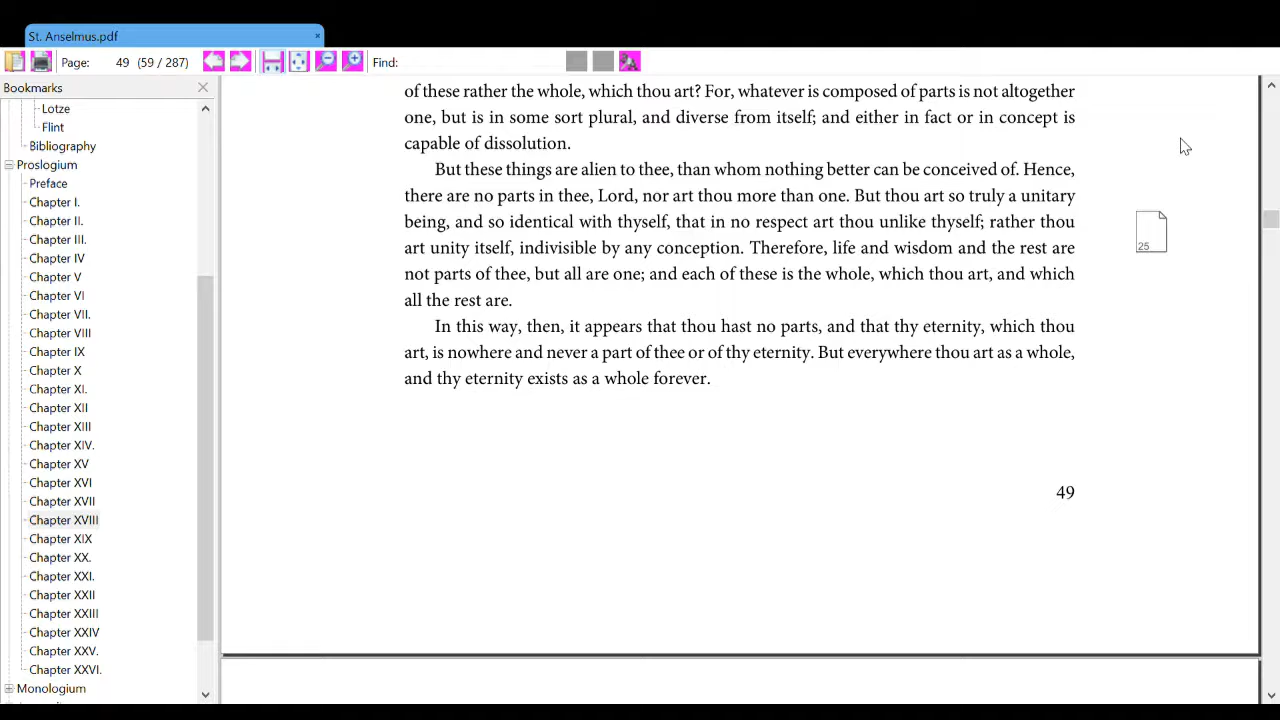 St. Anselmus.pdf
×
Page: 49 (59 / 287) Find:
Bookmarks
Lotze
Flint
Bibliography
Proslogium
Preface
Chapter I.
Chapter II.
Chapter III.
Chapter IV
Chapter V
Chapter VI
Chapter VII.
Chapter VIII
Chapter IX
Chapter X
Chapter XI.
Chapter XII
Chapter XIII
Chapter XIV.
Chapter XV
Chapter XVI
Chapter XVII
Chapter XVIII
Chapter XIX
Chapter XX.
Chapter XXI.
Chapter XXII
Chapter XXIII
Chapter XXIV
Chapter XXV.
Chapter XXVI.
Monologium
of these rather the whole, which thou art? For, whatever is composed of parts is not altogether
one, but is in some sort plural, and diverse from itself; and either in fact or in concept is
capable of dissolution.
But these things are alien to thee, than whom nothing better can be conceived of. Hence,
there are no parts in thee, Lord, nor art thou more than one. But thou art so truly a unitary
being, and so identical with thyself, that in no respect art thou unlike thyself; rather thou
art unity itself, indivisible by any conception. Therefore, life and wisdom and the rest are
not parts of thee, but all are one; and each of these is the whole, which thou art, and which
all the rest are.
In this way, then, it appears that thou hast no parts, and that thy eternity, which thou
art, is nowhere and never a part of thee or of thy eternity. But everywhere thou art as a whole,
and thy eternity exists as a whole forever.
25
49